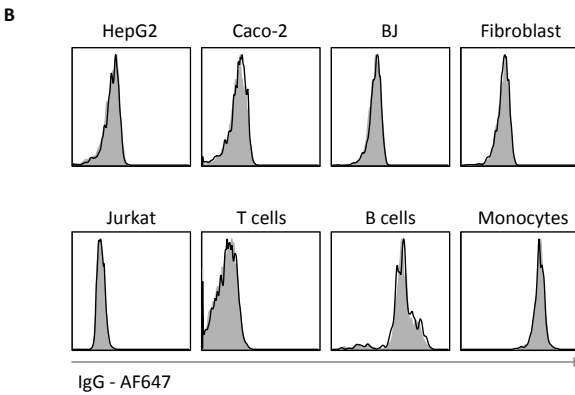 B
HepG2 Caco-2 BJ Fibroblast
Jurkat T cells B cells Monocytes
IgG - AF647